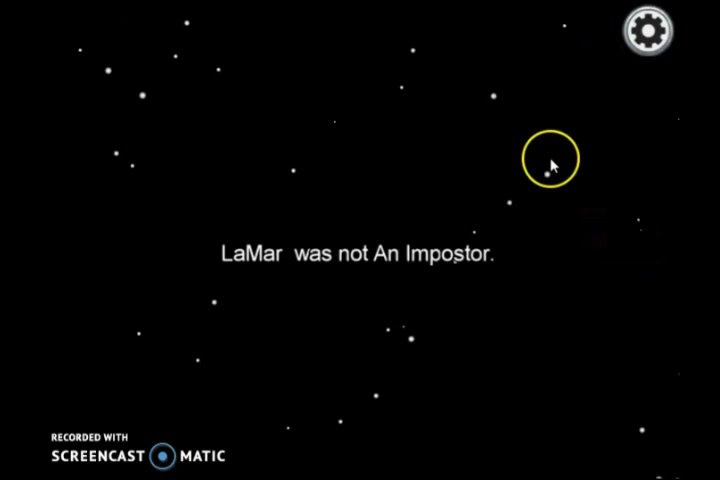 LaMar  was not An Impostor.
RECORDED WITH
SCREENCAST MATIC